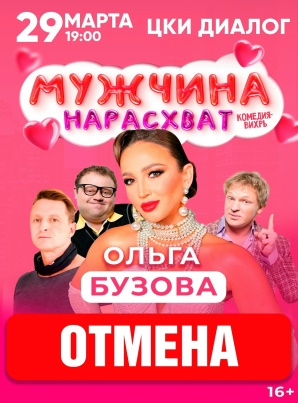 29 МАРТА
19:00
ЦКИ ДИАЛОГ
МУЖЧИНА
НАРАСХВАТ
КОМЕДИЯ-
ВИХРЬ
ОЛЬГА
БУЗОВА
ОТМЕНА
16+